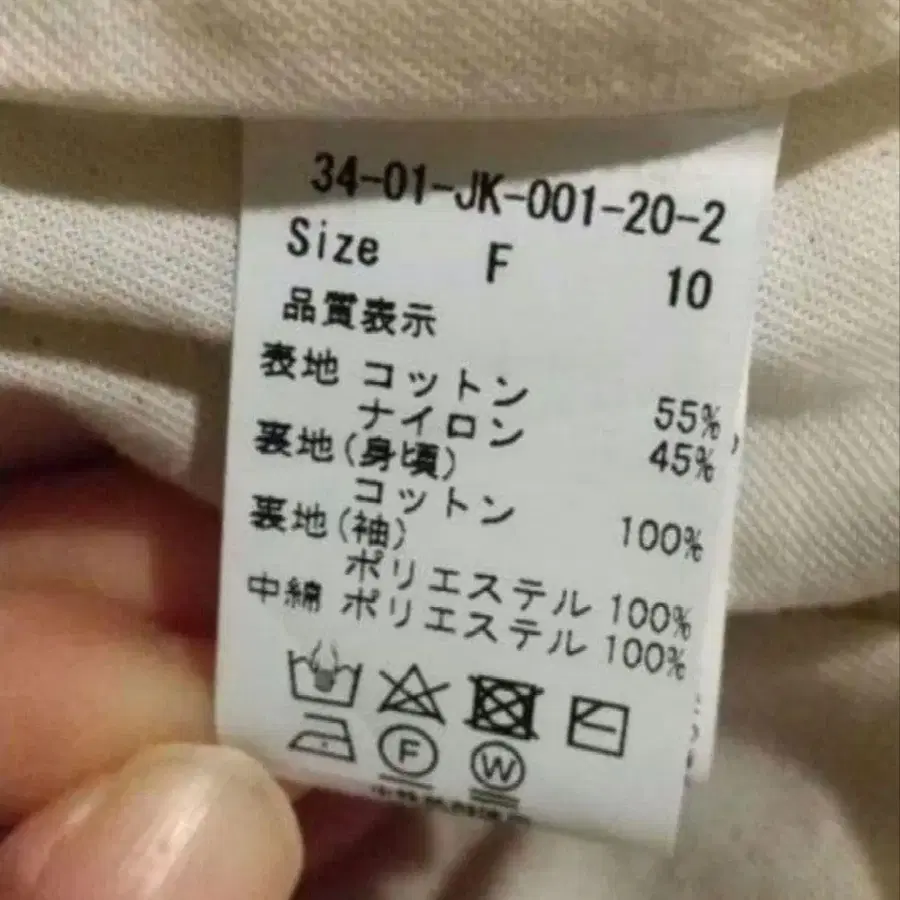 34-01-JK-001-20-2
Size F 10
品質表示
表地 コットン 55%
ナイロン 45%
裏地(身頃)
コットン 100%
裏地(袖)
ポリエステル 100%
中綿 ポリエステル 100%
F W